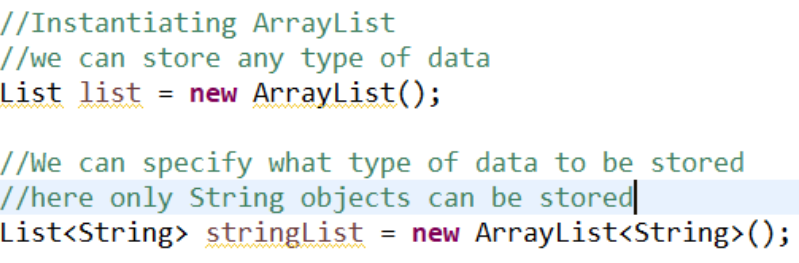 //Instantiating ArrayList
//we can store any type of data
List list = new ArrayList();
//We can specify what type of data to be stored
//here only String objects can be stored
List<String> stringList = new ArrayList<String>();